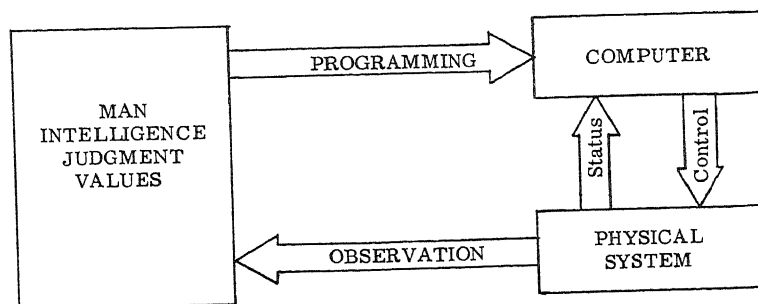 MAN
INTELLIGENCE
JUDGMENT
VALUES
PROGRAMMING
COMPUTER
Status
Control
OBSERVATION
PHYSICAL
SYSTEM